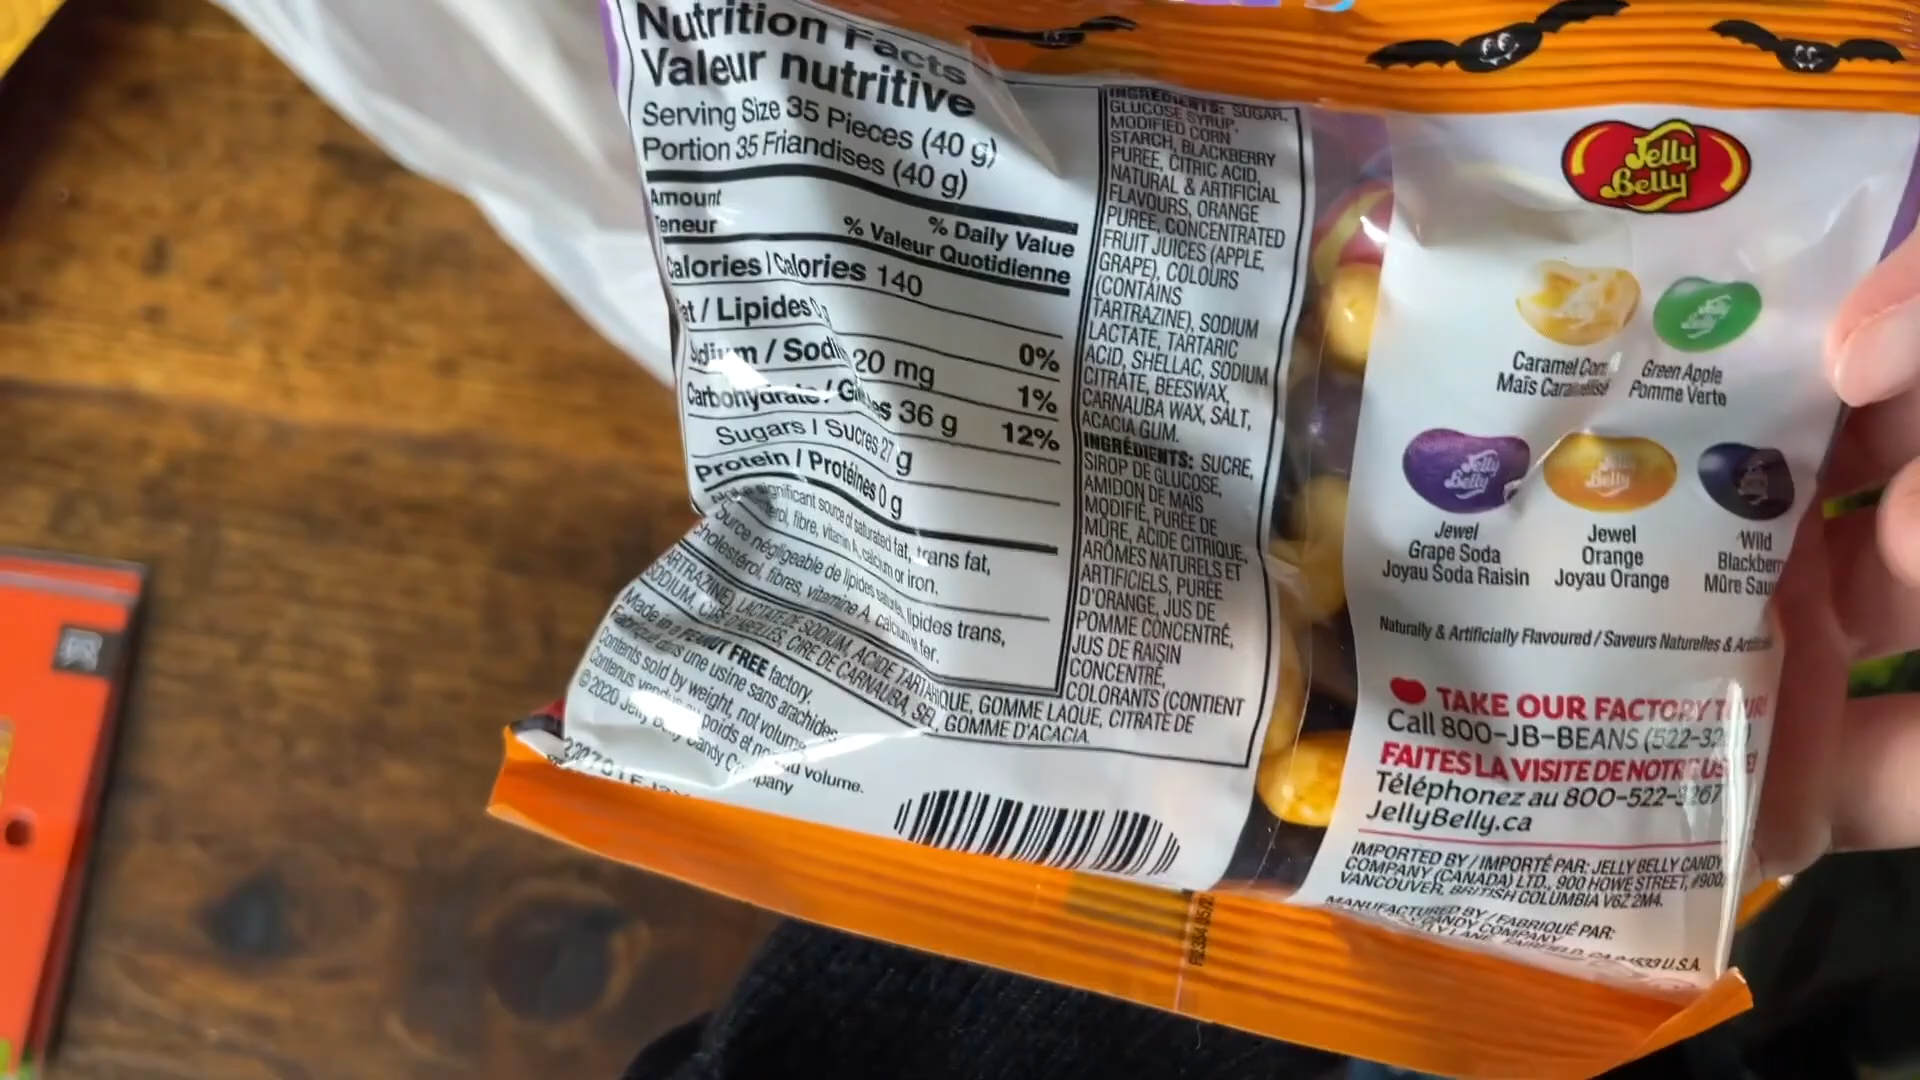 Nutrition Facts
Valeur nutritive
Serving Size 35 Pieces (40 g)
Portion 35 Friandises (40 g)
Amount
Teneur
% Daily Value
% Valeur Quotidienne
Calories / Calories 140
Fat / Lipides 0 g
0%
20 mg
1%
Carbohydrate / 36 g
12%
Sugars / Sucres 27 g
Protein / Protéines 0 g
significant source of saturated fat, trans fat,
fibre, vitamin A, calcium or iron.
Source négligeable de lipides saturés, lipides trans,
cholestérol, fibres, vitamine A, calcium et fer.
INGREDIENTS: SUGAR,
GLUCOSE SYRUP,
MODIFIED CORN
STARCH, BLACKBERRY
PUREE, CITRIC ACID,
NATURAL & ARTIFICIAL
FLAVOURS, ORANGE
PUREE, CONCENTRATED
FRUIT JUICES (APPLE,
GRAPE), COLOURS
(CONTAINS
TARTRAZINE), SODIUM
LACTATE, TARTARIC
ACID, SHELLAC, SODIUM
CITRATE, BEESWAX,
CARNAUBA WAX, SALT,
ACACIA GUM.
INGRÉDIENTS: SUCRE,
SIROP DE GLUCOSE,
AMIDON DE MAÏS
MODIFIÉ, PURÉE DE
MÛRE, ACIDE CITRIQUE,
ARÔMES NATURELS ET
ARTIFICIELS, PURÉE
D'ORANGE, JUS DE
POMME CONCENTRÉ,
JUS DE RAISIN
CONCENTRÉ,
COLORANTS (CONTIENT
TARTRAZINE), LACTATE DE SODIUM, ACIDE TARTARIQUE, GOMME LAQUE, CITRATE DE
SODIUM, CIRE D'ABEILLES, CIRE DE CARNAUBA, SEL, GOMME D'ACACIA.
Made in a PEANUT FREE factory.
Fabriqué dans une usine sans arachides.
Contents sold by weight, not volume.
Contenus vendus au poids et non au volume.
© 2020 Jelly Belly Candy Company
Jelly
Belly
Caramel Corn
Maïs Caramélisé
Green Apple
Pomme Verte
Jewel
Grape Soda
Joyau Soda Raisin
Jewel
Orange
Joyau Orange
Wild
Blackberry
Mûre
Naturally & Artificially Flavoured / Saveurs Naturelles &
TAKE OUR FACTORY TOUR!
Call 800-JB-BEANS
FAITES LA VISITE DE NOTRE
Téléphonez au 800-522-3267
JellyBelly.ca
IMPORTED BY / IMPORTÉ PAR: JELLY BELLY CANDY
COMPANY (CANADA) LTD., 900 HOWE STREET, #900,
VANCOUVER, BRITISH COLUMBIA V6Z 2M4.
MANUFACTURED BY / FABRIQUÉ PAR:
CANDY COMPANY
LANE, FAIRFIELD, CA U.S.A.